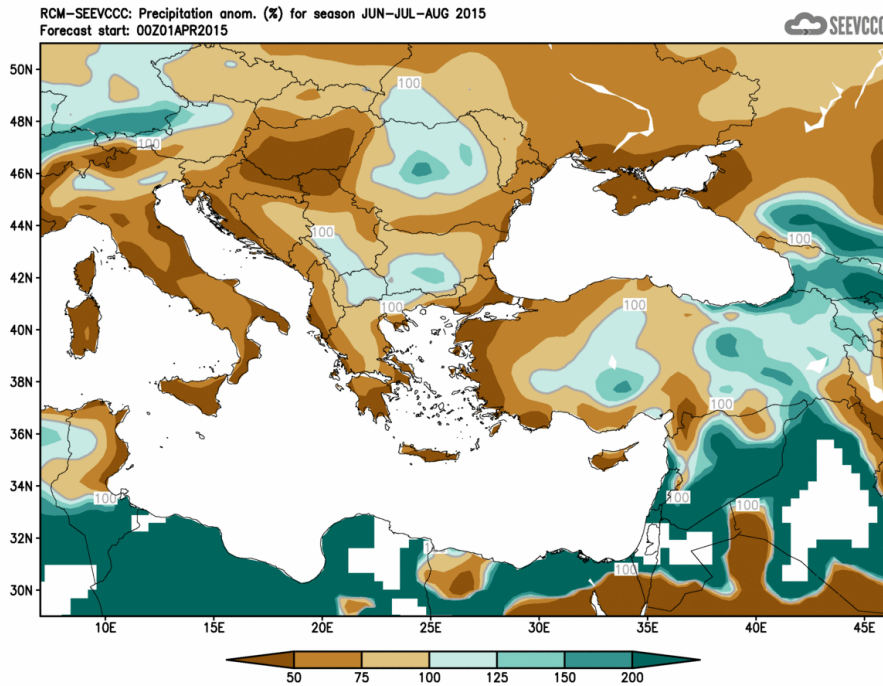 RCM-SEEVCCC: Precipitation anom. (%) for season JUN-JUL-AUG 2015
Forecast start: 00Z01APR2015
SEEVCCC
50N
100
48N
100
46N
44N
100
100
42N
100
100
40N
38N
100
36N
34N
100
100
100
32N
1
100
30N
10E 15E 20E 25E 30E 35E 40E 45E
50 75 100 125 150 200